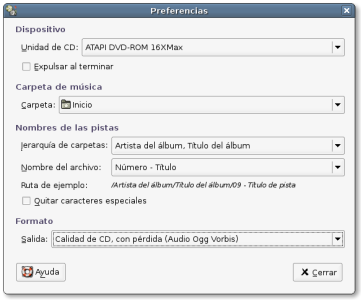 Preferencias
Dispositivo
Unidad de CD: ATAPI DVD-ROM 16XMax
Expulsar al terminar
Carpeta de música
Carpeta: Inicio
Nombres de las pistas
Jerarquía de carpetas: Artista del álbum, Título del álbum
Nombre del archivo: Número - Título
Ruta de ejemplo: /Artista del álbum/Título del álbum/09 - Título de pista
Quitar caracteres especiales
Formato
Salida: Calidad de CD, con pérdida (Audio Ogg Vorbis)
Ayuda Cerrar